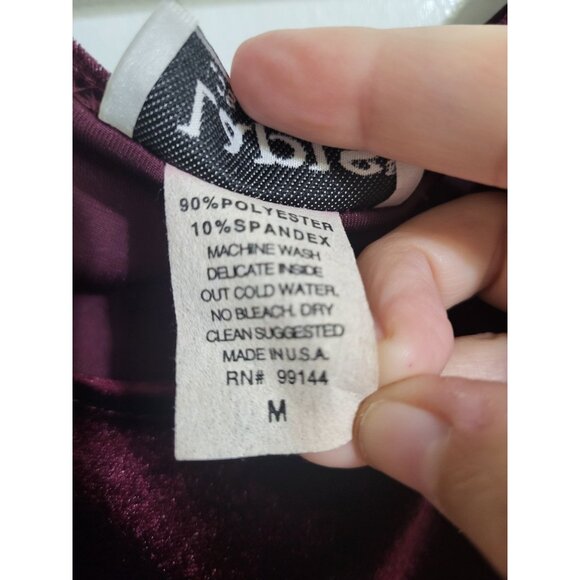 90%POLYESTER
10%SPANDEX
MACHINE WASH
DELICATE INSIDE
OUT COLD WATER.
NO BLEACH. DRY
CLEAN SUGGESTED
MADE IN U.S.A.
RN# 99144
M